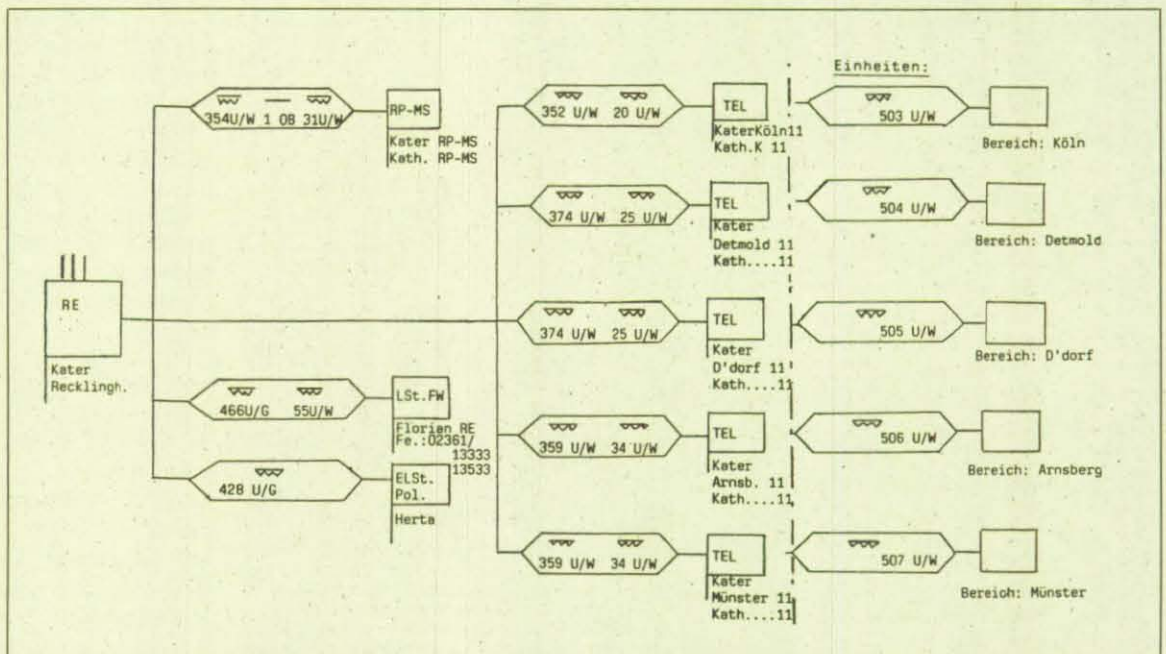 Einheiten:
354U/W 1 OB 31U/W
RP-MS
Kater RP-MS
Kath. RP-MS
352 U/W 20 U/W
TEL
KaterKöln11
Kath.K 11
503 U/W
Bereich: Köln
374 U/W 25 U/W
TEL
Kater
Detmold 11
Kath....11
504 U/W
Bereich: Detmold
RE
Kater
Recklingh.
374 U/W 25 U/W
TEL
Kater
D'dorf 11
Kath....11
505 U/W
Bereich: D'dorf
466U/G 55U/W
LSt.FW
Florian RE
Fe.:02361/
13333
13533
359 U/W 34 U/W
TEL
Kater
Arnsb. 11
Kath....11
506 U/W
Bereich: Arnsberg
428 U/G
ELSt.
Pol.
Herta
359 U/W 34 U/W
TEL
Kater
Münster 11
Kath....11
507 U/W
Bereich: Münster